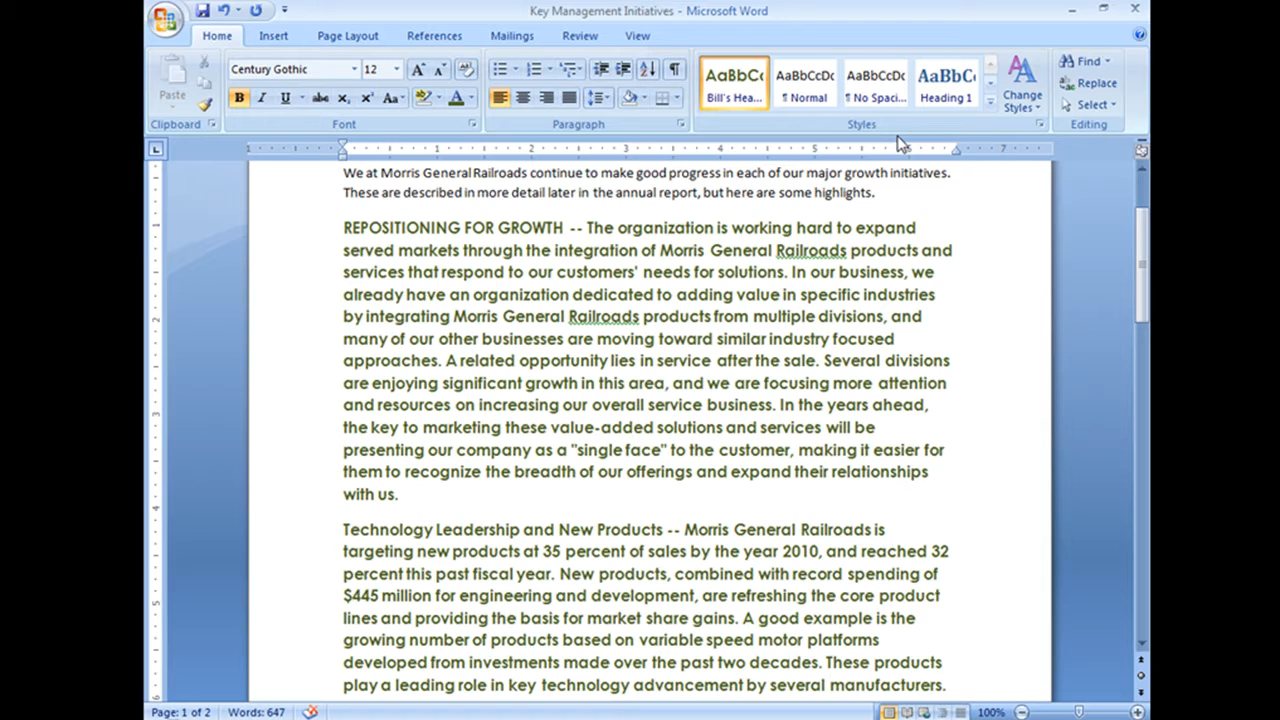 Key Management Initiatives - Microsoft Word
Home Insert Page Layout References Mailings Review View
Century Gothic 12
Paste
B I U abc x₂ x² Aa A
AaBbC AaBbCcDc AaBbCcDc AaBbC
Bill's Hea... ¶ Normal ¶ No Spaci... Heading 1
Change Styles
Find
Replace
Select
Clipboard Font Paragraph Styles Editing
1 1 2 3 4 5 6 7
We at Morris General Railroads continue to make good progress in each of our major growth initiatives.
These are described in more detail later in the annual report, but here are some highlights.
REPOSITIONING FOR GROWTH -- The organization is working hard to expand
served markets through the integration of Morris General Railroads products and
services that respond to our customers' needs for solutions. In our business, we
already have an organization dedicated to adding value in specific industries
by integrating Morris General Railroads products from multiple divisions, and
many of our other businesses are moving toward similar industry focused
approaches. A related opportunity lies in service after the sale. Several divisions
are enjoying significant growth in this area, and we are focusing more attention
and resources on increasing our overall service business. In the years ahead,
the key to marketing these value-added solutions and services will be
presenting our company as a "single face" to the customer, making it easier for
them to recognize the breadth of our offerings and expand their relationships
with us.
Technology Leadership and New Products -- Morris General Railroads is
targeting new products at 35 percent of sales by the year 2010, and reached 32
percent this past fiscal year. New products, combined with record spending of
$445 million for engineering and development, are refreshing the core product
lines and providing the basis for market share gains. A good example is the
growing number of products based on variable speed motor platforms
developed from investments made over the past two decades. These products
play a leading role in key technology advancement by several manufacturers.
Page: 1 of 2 Words: 647 100%